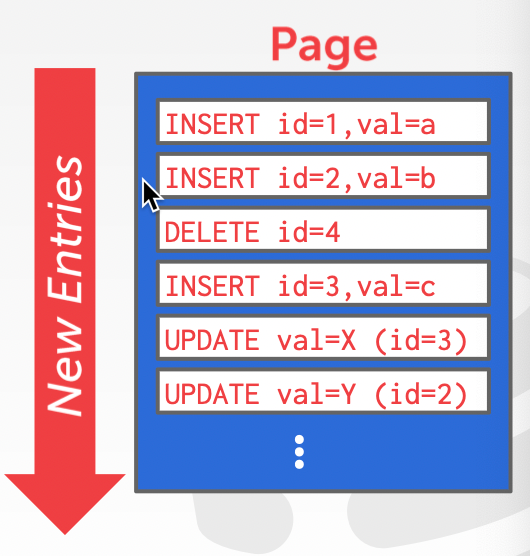 Page
New Entries
INSERT id=1,val=a
INSERT id=2,val=b
DELETE id=4
INSERT id=3,val=c
UPDATE val=X (id=3)
UPDATE val=Y (id=2)